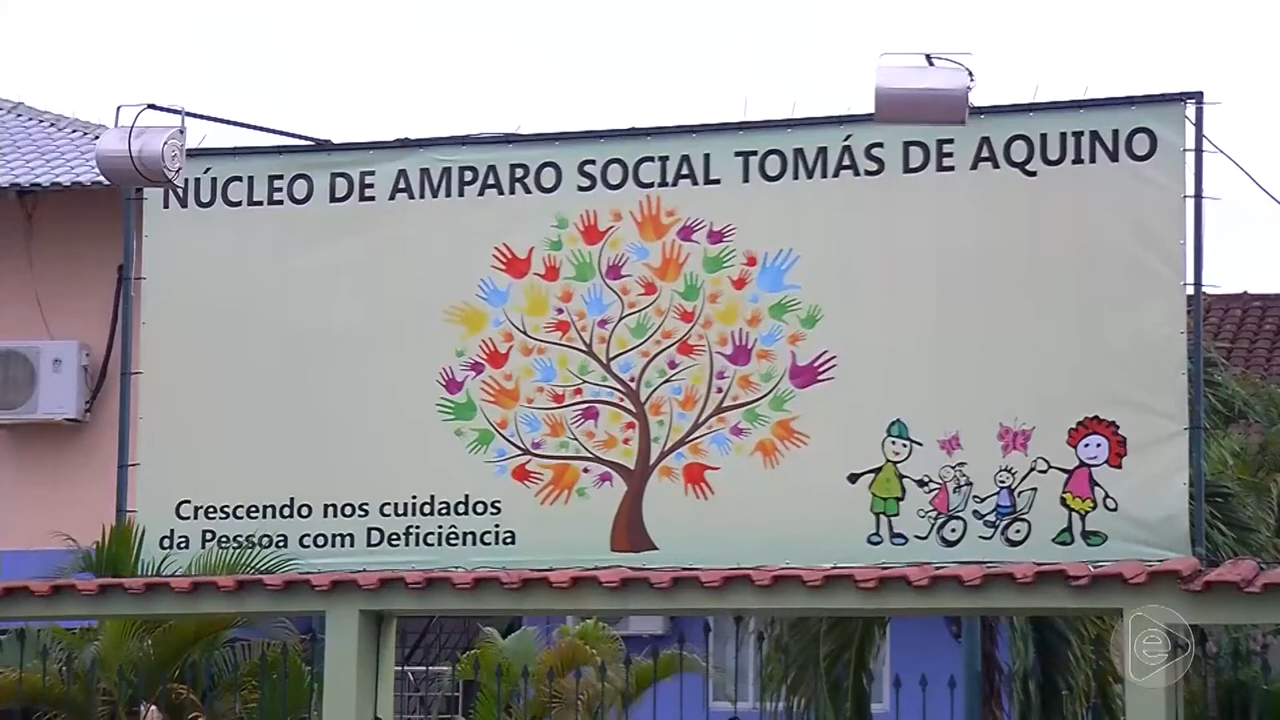 NÚCLEO DE AMPARO SOCIAL TOMÁS DE AQUINO
Crescendo nos cuidados
da Pessoa com Deficiência
e